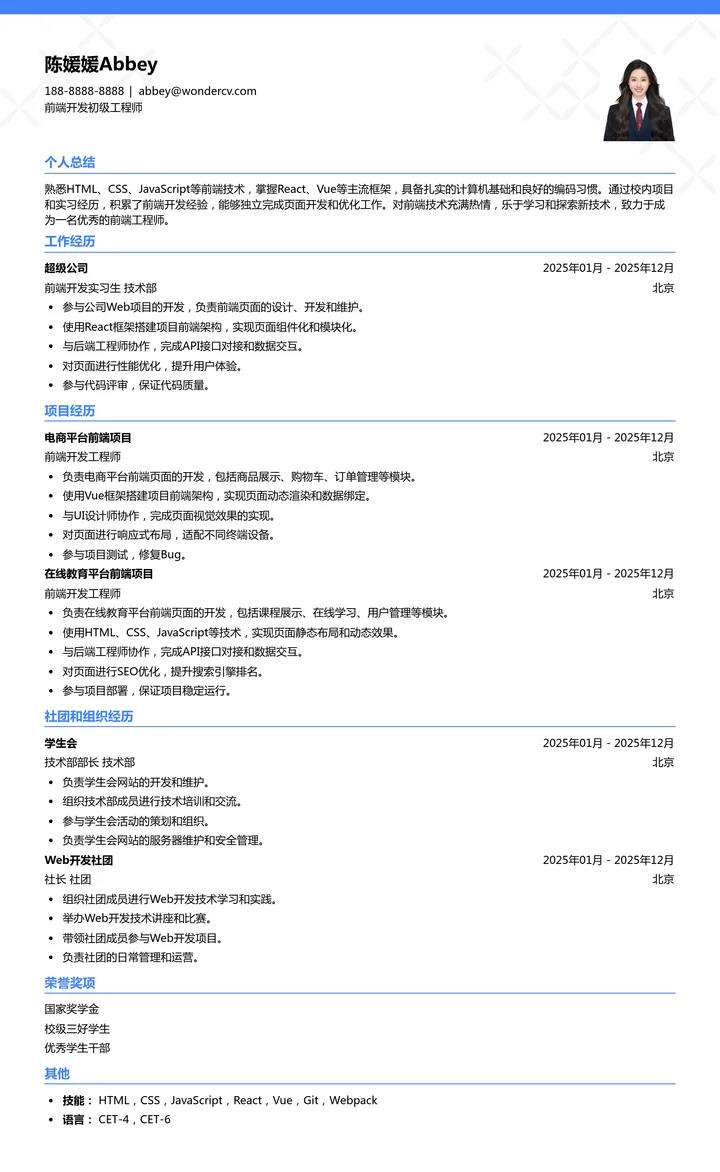 陈媛媛Abbey
188-8888-8888 | abbey@wondercv.com
前端开发初级工程师
个人总结
熟悉HTML、CSS、JavaScript等前端技术，掌握React、Vue等主流框架，具备扎实的计算机基础和良好的编码习惯。通过校内项目
和实习经历，积累了前端开发经验，能够独立完成页面开发和优化工作。对前端技术充满热情，乐于学习和探索新技术，致力于成
为一名优秀的前端工程师。
工作经历
超级公司 2025年01月 - 2025年12月
前端开发实习生 技术部 北京
• 参与公司Web项目的开发，负责前端页面的设计、开发和维护。
• 使用React框架搭建项目前端架构，实现页面组件化和模块化。
• 与后端工程师协作，完成API接口对接和数据交互。
• 对页面进行性能优化，提升用户体验。
• 参与代码评审，保证代码质量。
项目经历
电商平台前端项目 2025年01月 - 2025年12月
前端开发工程师 北京
• 负责电商平台前端页面的开发，包括商品展示、购物车、订单管理等模块。
• 使用Vue框架搭建项目前端架构，实现页面动态渲染和数据绑定。
• 与UI设计师协作，完成页面视觉效果的实现。
• 对页面进行响应式布局，适配不同终端设备。
• 参与项目测试，修复Bug。
在线教育平台前端项目 2025年01月 - 2025年12月
前端开发工程师 北京
• 负责在线教育平台前端页面的开发，包括课程展示、在线学习、用户管理等模块。
• 使用HTML、CSS、JavaScript等技术，实现页面静态布局和动态效果。
• 与后端工程师协作，完成API接口对接和数据交互。
• 对页面进行SEO优化，提升搜索引擎排名。
• 参与项目部署，保证项目稳定运行。
社团和组织经历
学生会 2025年01月 - 2025年12月
技术部部长 技术部 北京
• 负责学生会网站的开发和维护。
• 组织技术部成员进行技术培训和交流。
• 参与学生会活动的策划和组织。
• 负责学生会网站的服务器维护和安全管理。
Web开发社团 2025年01月 - 2025年12月
社长 社团 北京
• 组织社团成员进行Web开发技术学习和实践。
• 举办Web开发技术讲座和比赛。
• 带领社团成员参与Web开发项目。
• 负责社团的日常管理和运营。
荣誉奖项
国家奖学金
校级三好学生
优秀学生干部
其他
• 技能： HTML，CSS，JavaScript，React，Vue，Git，Webpack
• 语言： CET-4，CET-6